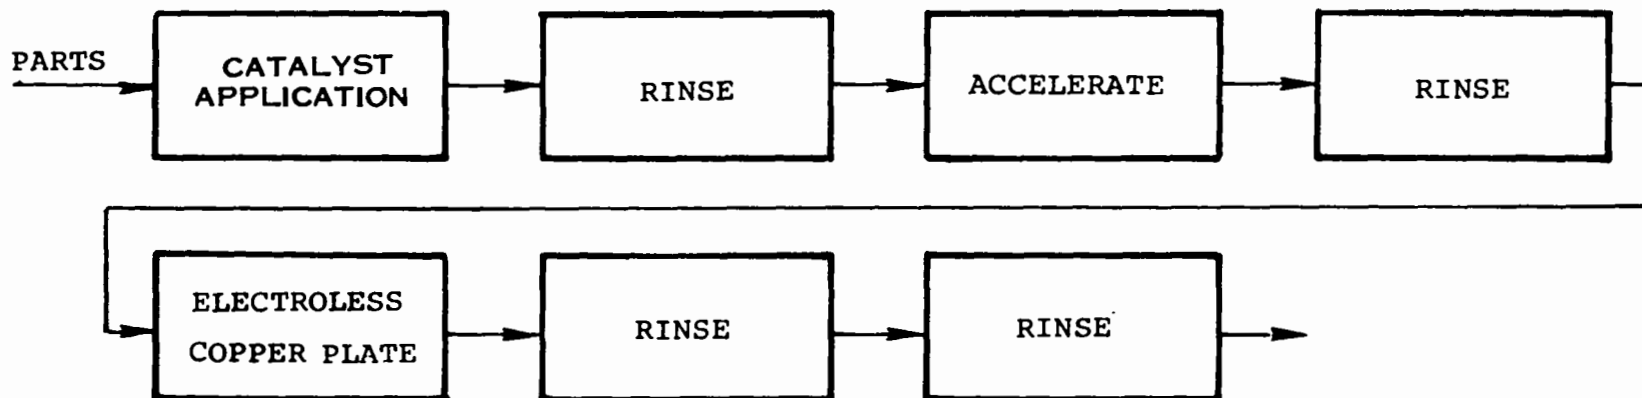 PARTS
CATALYST
APPLICATION
RINSE
ACCELERATE
RINSE
ELECTROLESS
COPPER PLATE
RINSE
RINSE